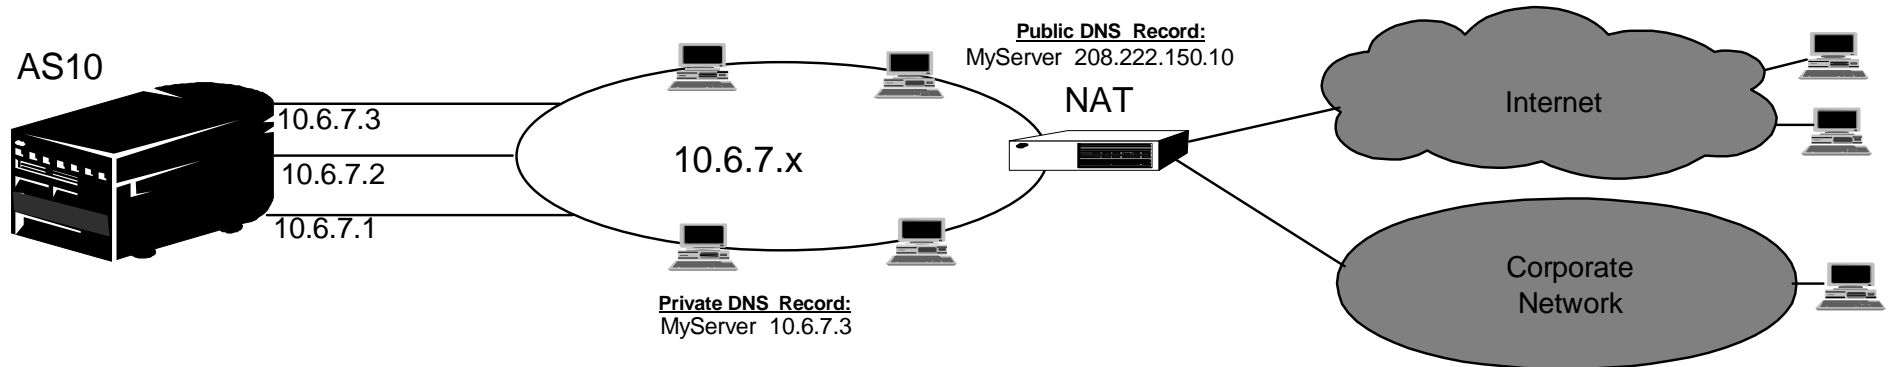 AS10
10.6.7.3
10.6.7.2
10.6.7.1
10.6.7.x
Private DNS Record:
MyServer 10.6.7.3
Public DNS Record:
MyServer 208.222.150.10
NAT
Internet
Corporate
Network